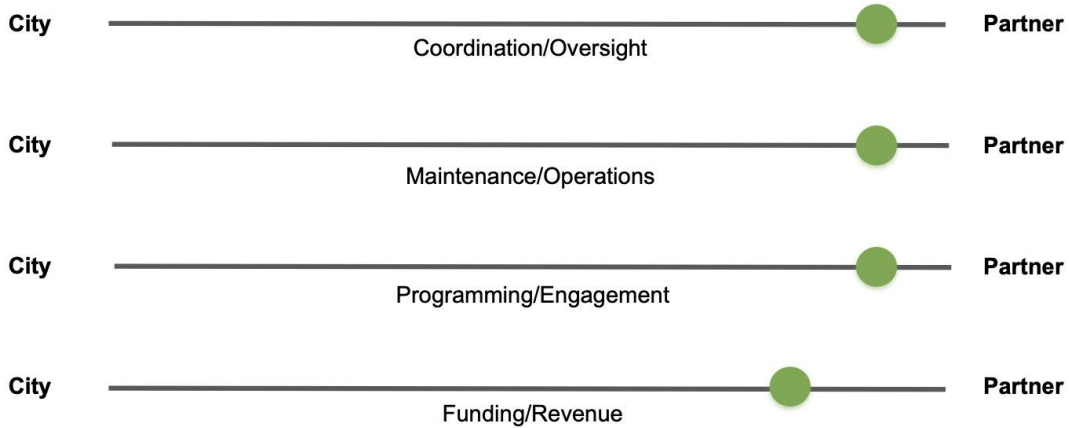 City Partner
Coordination/Oversight
City Partner
Maintenance/Operations
City Partner
Programming/Engagement
City Partner
Funding/Revenue